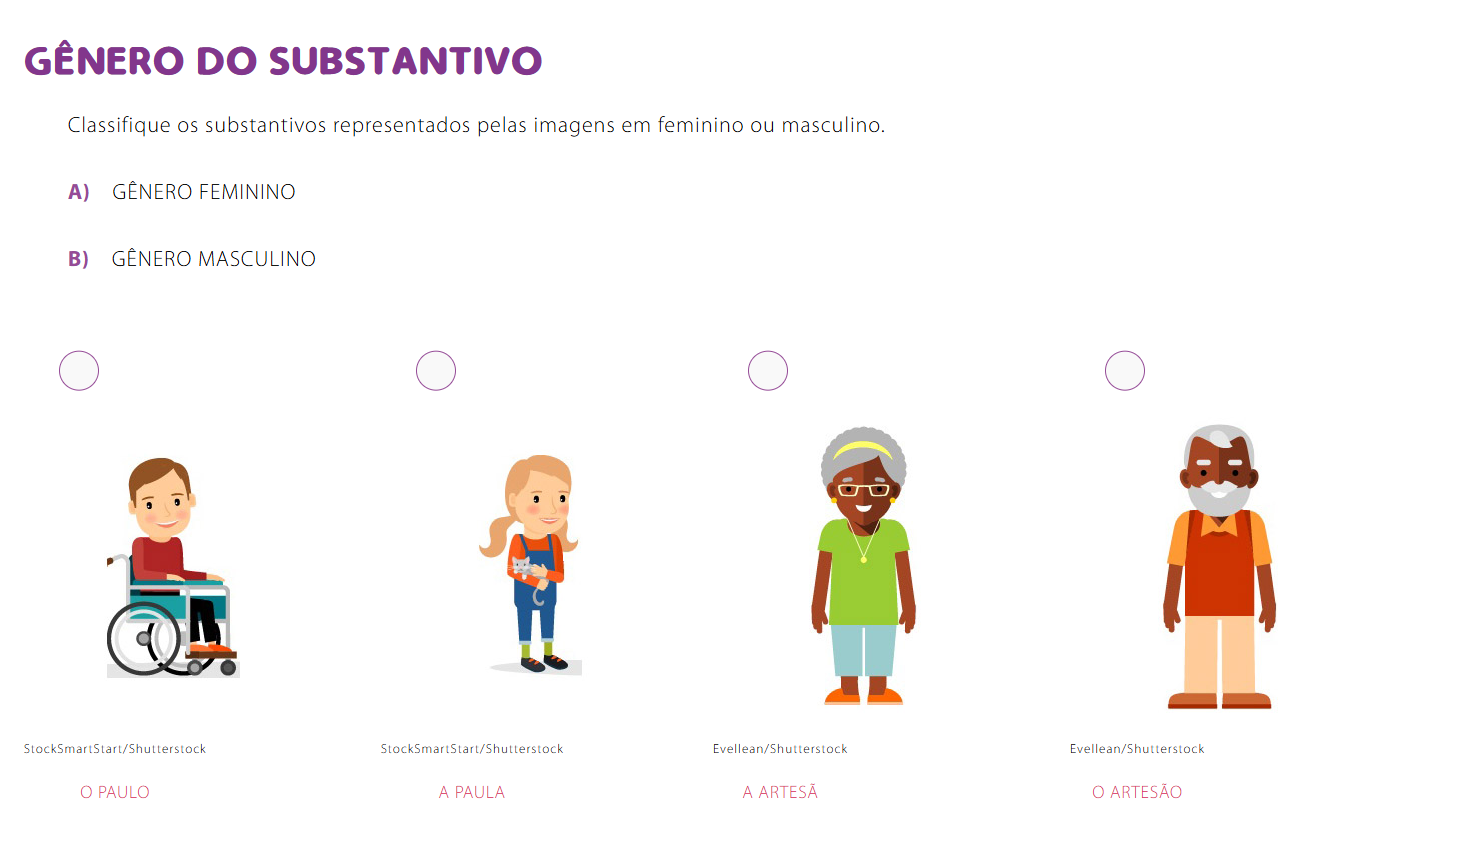 GÊNERO DO SUBSTANTIVO
Classifique os substantivos representados pelas imagens em feminino ou masculino.
A) GÊNERO FEMININO
B) GÊNERO MASCULINO
StockSmartStart/Shutterstock
StockSmartStart/Shutterstock
Evellean/Shutterstock
Evellean/Shutterstock
O PAULO
A PAULA
A ARTESÃ
O ARTESÃO